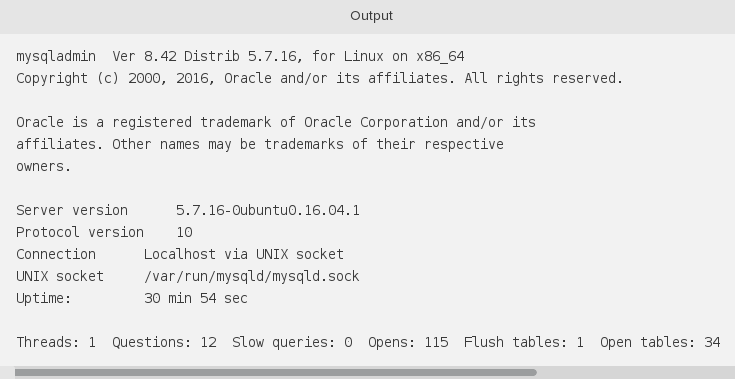 Output
mysqladmin  Ver 8.42 Distrib 5.7.16, for Linux on x86_64
Copyright (c) 2000, 2016, Oracle and/or its affiliates. All rights reserved.
Oracle is a registered trademark of Oracle Corporation and/or its
affiliates. Other names may be trademarks of their respective
owners.
Server version      5.7.16-0ubuntu0.16.04.1
Protocol version    10
Connection      Localhost via UNIX socket
UNIX socket     /var/run/mysqld/mysqld.sock
Uptime:         30 min 54 sec
Threads: 1  Questions: 12  Slow queries: 0  Opens: 115  Flush tables: 1  Open tables: 34